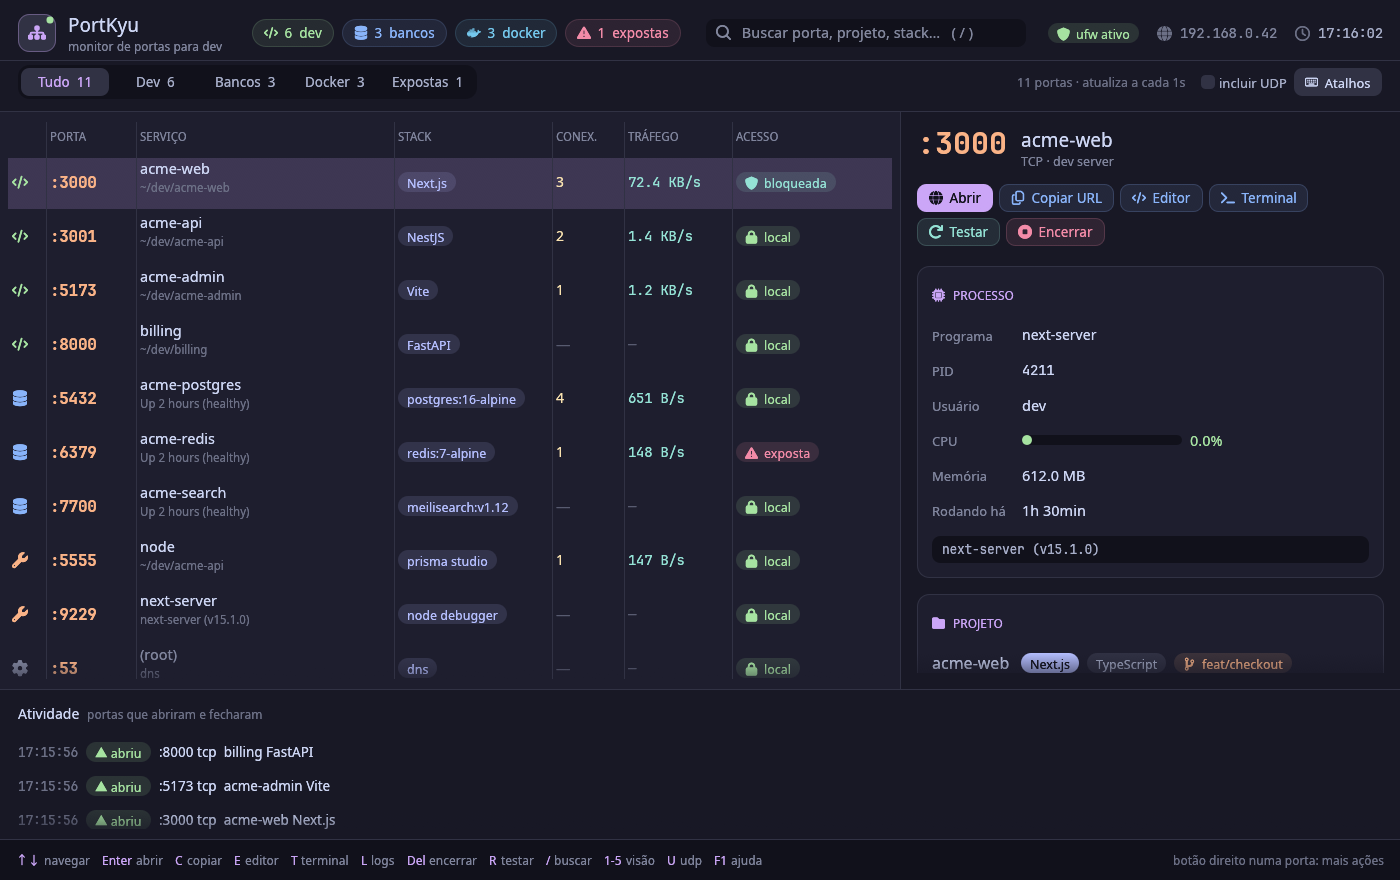 PortKyu
monitor de portas para dev
6 dev
3 bancos
3 docker
1 expostas
Buscar porta, projeto, stack... (/)
ufw ativo
192.168.0.42
17:16:02
Tudo 11
Dev 6
Bancos 3
Docker 3
Expostas 1
11 portas · atualiza a cada 1s
incluir UDP
Atalhos
PORTA SERVIÇO STACK CONEX. TRÁFEGO ACESSO
acme-web
:3000 Next.js 3 72.4 KB/s bloqueada
~/dev/acme-web
acme-api
:3001 NestJS 2 1.4 KB/s local
~/dev/acme-api
acme-admin
:5173 Vite 1 1.2 KB/s local
~/dev/acme-admin
billing
:8000 FastAPI — — local
~/dev/billing
acme-postgres
:5432 postgres:16-alpine 4 651 B/s local
Up 2 hours (healthy)
acme-redis
:6379 redis:7-alpine 1 148 B/s exposta
Up 2 hours (healthy)
acme-search
:7700 meilisearch:v1.12 — — local
Up 2 hours (healthy)
node
:5555 prisma studio 1 147 B/s local
~/dev/acme-api
next-server
:9229 node debugger — — local
next-server (v15.1.0)
(root)
:53 dns — — local
dns
:3000 acme-web
TCP · dev server
Abrir
Copiar URL
Editor
Terminal
Testar
Encerrar
PROCESSO
Programa next-server
PID 4211
Usuário dev
CPU 0.0%
Memória 612.0 MB
Rodando há 1h 30min
next-server (v15.1.0)
PROJETO
acme-web Next.js TypeScript feat/checkout
Atividade portas que abriram e fecharam
17:15:56 abriu :8000 tcp billing FastAPI
17:15:56 abriu :5173 tcp acme-admin Vite
17:15:56 abriu :3000 tcp acme-web Next.js
↑↓ navegar Enter abrir C copiar E editor T terminal L logs Del encerrar R testar / buscar 1-5 visão U udp F1 ajuda
botão direito numa porta: mais ações